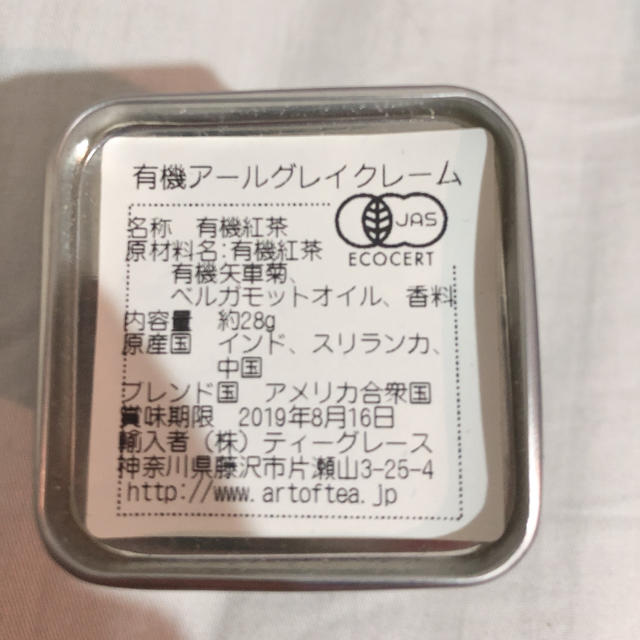 有機アールグレイクレーム
名称　有機紅茶
JAS
原材料名:有機紅茶
ECOCERT
有機矢車菊、
ベルガモットオイル、香料
内容量　約28g
原産国　インド、スリランカ、
中国
ブレンド国　アメリカ合衆国
賞味期限　2019年8月16日
輸入者（株）ティーグレース
神奈川県藤沢市片瀬山3-25-4
http://www.artoftea.jp